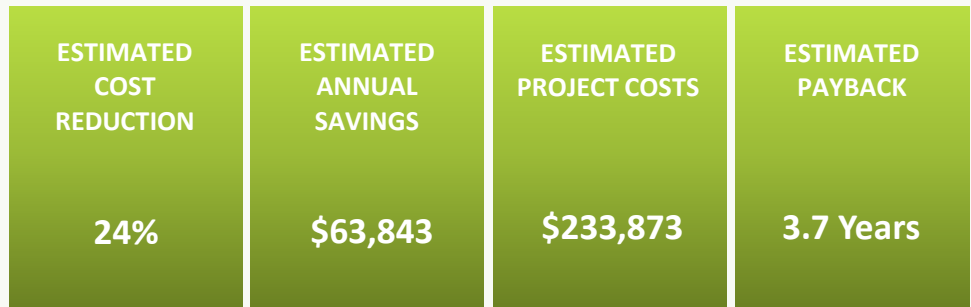 ESTIMATED
COST
REDUCTION
24%
ESTIMATED
ANNUAL
SAVINGS
$63,843
ESTIMATED
PROJECT COSTS
$233,873
ESTIMATED
PAYBACK
3.7 Years